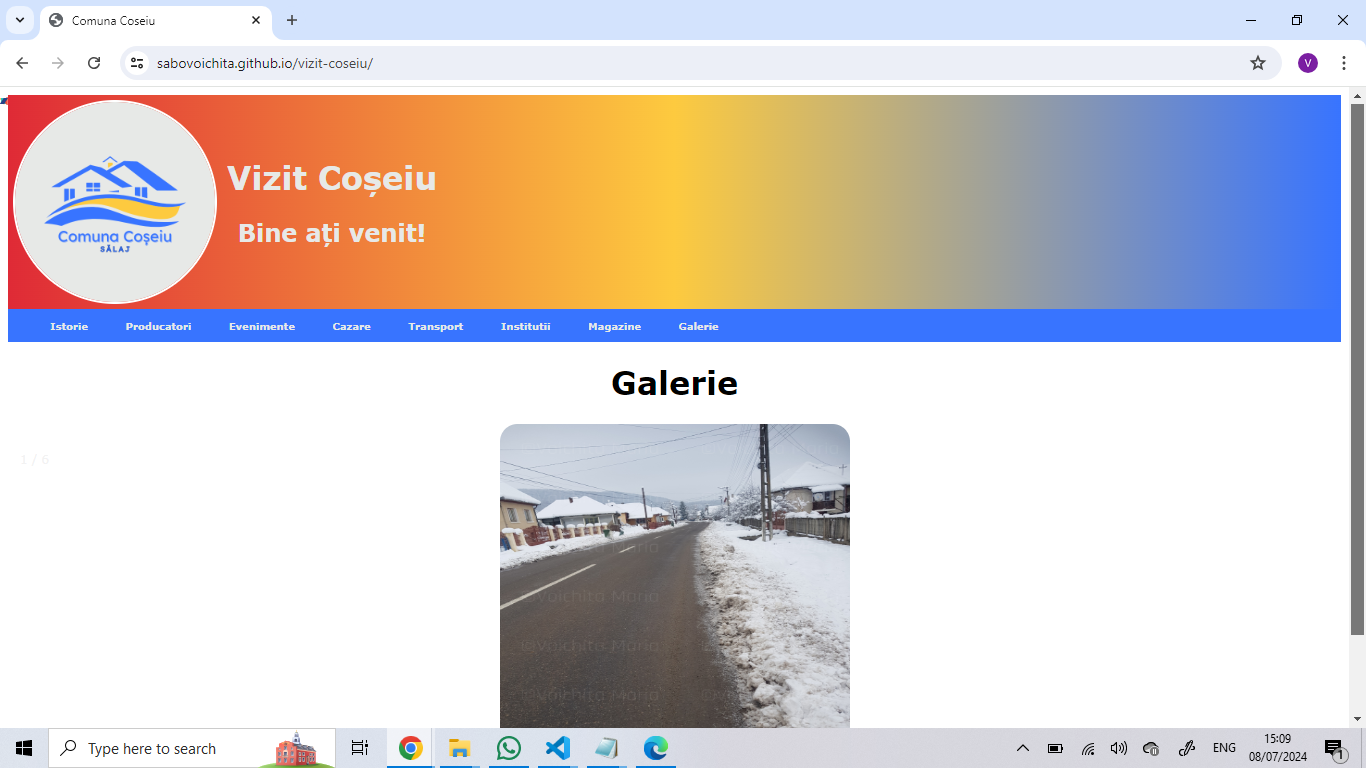 Comuna Coseiu
sabovoichita.github.io/vizit-coseiu/
Vizit Coșeiu
Bine ați venit!
Comuna Coșeiu
SĂLAJ
Istorie Producatori Evenimente Cazare Transport Institutii Magazine Galerie
Galerie
1 / 6
©Voichita Maria
©Voichita Maria
©Voichita Maria
Type here to search
ENG
15:09
08/07/2024
1
V